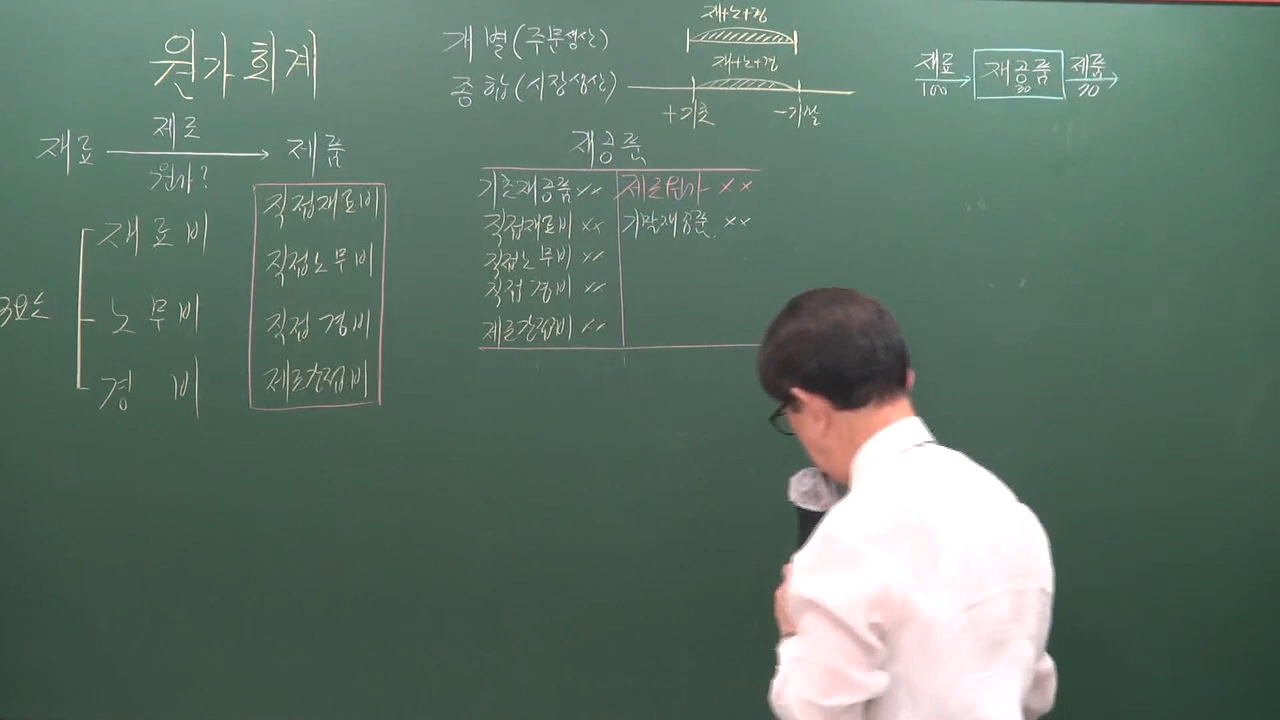 원가회계
재료 제조 제품
원가?
3요소
재료비
노무비
경 비
직접재료비
직접노무비
직접경비
제조간접비
개별(주문생산)
종합(시장생산)
재+노+경
재+노+경
+기초 -기말
재공품
기초재공품 ×× 제조원가 ××
직접재료비 ×× 기말재공품 ××
직접노무비 ××
직접경비 ××
제조간접비 ××
재료 재공품 제품
100 30 70